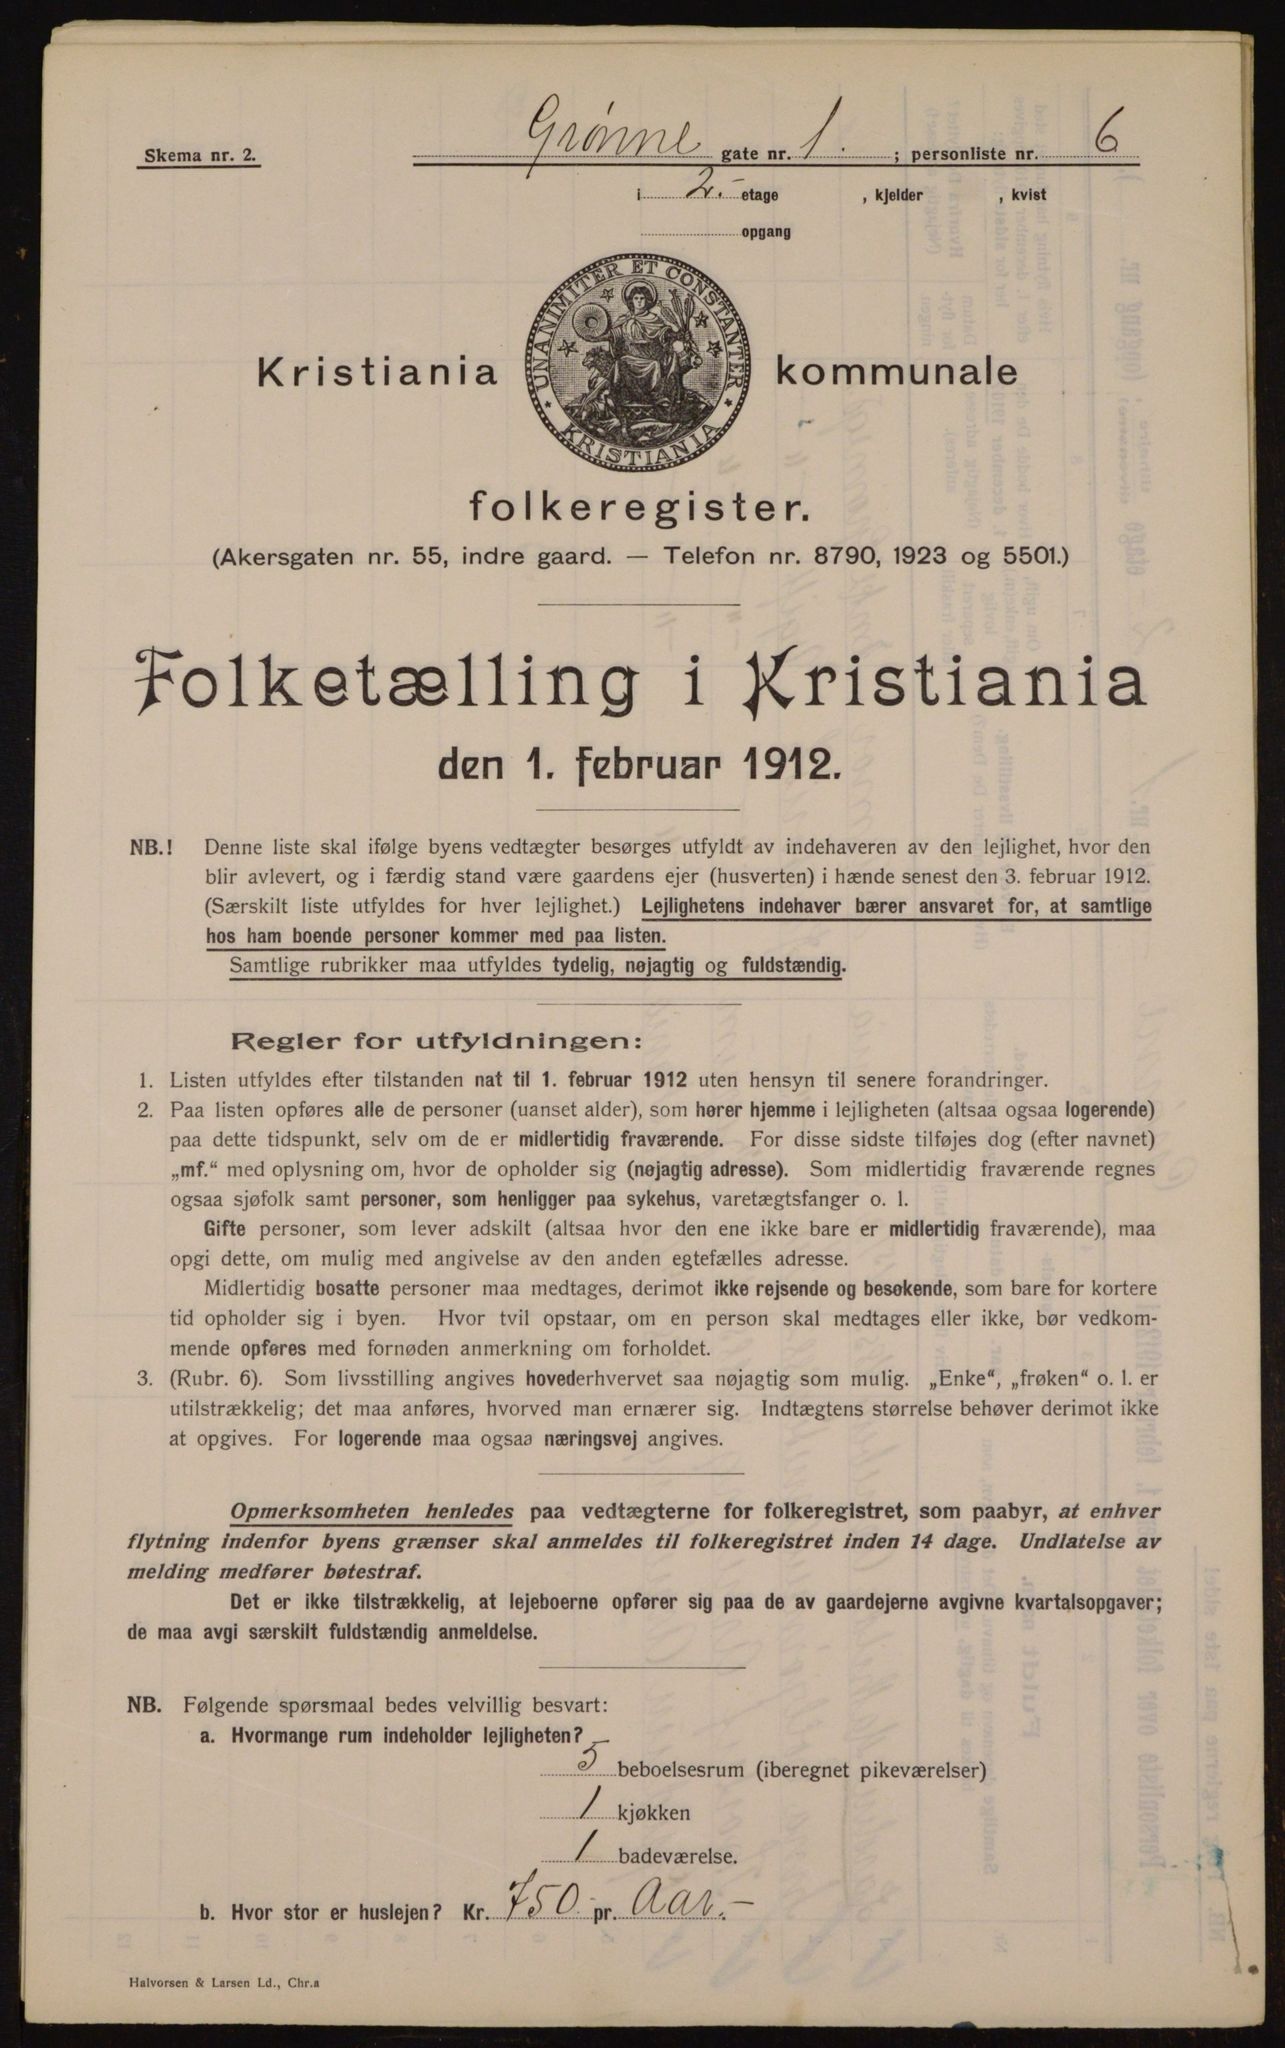 Skema nr. 2.
Grønne gate nr. 1. ; personliste nr. 6
i 2.- etage , kjelder , kvist
opgang
UNANIMITER ET CONSTANTER
KRISTIANIA
Kristiania kommunale
folkeregister.
(Akersgaten nr. 55, indre gaard. — Telefon nr. 8790, 1923 og 5501.)
Folketælling i Kristiania
den 1. februar 1912.
NB.! Denne liste skal ifølge byens vedtægter besørges utfyldt av indehaveren av den lejlighet, hvor den
blir avlevert, og i færdig stand være gaardens ejer (husverten) i hænde senest den 3. februar 1912.
(Særskilt liste utfyldes for hver lejlighet.) Lejlighetens indehaver bærer ansvaret for, at samtlige
hos ham boende personer kommer med paa listen.
Samtlige rubrikker maa utfyldes tydelig, nøjagtig og fuldstændig.
Regler for utfyldningen:
1. Listen utfyldes efter tilstanden nat til 1. februar 1912 uten hensyn til senere forandringer.
2. Paa listen opføres alle de personer (uanset alder), som hører hjemme i lejligheten (altsaa ogsaa logerende)
paa dette tidspunkt, selv om de er midlertidig fraværende. For disse sidste tilføjes dog (efter navnet)
„mf.“ med oplysning om, hvor de opholder sig (nøjagtig adresse). Som midlertidig fraværende regnes
ogsaa sjøfolk samt personer, som henligger paa sykehus, varetægtsfanger o. l.
Gifte personer, som lever adskilt (altsaa hvor den ene ikke bare er midlertidig fraværende), maa
opgi dette, om mulig med angivelse av den anden egtefælles adresse.
Midlertidig bosatte personer maa medtages, derimot ikke rejsende og besøkende, som bare for kortere
tid opholder sig i byen. Hvor tvil opstaar, om en person skal medtages eller ikke, bør vedkom-
mende opføres med fornøden anmerkning om forholdet.
3. (Rubr. 6). Som livsstilling angives hovederhvervet saa nøjagtig som mulig. „Enke“, „frøken“ o. l. er
utilstrækkelig; det maa anføres, hvorved man ernærer sig. Indtægtens størrelse behøver derimot ikke
at opgives. For logerende maa ogsaa næringsvej angives.
Opmerksomheten henledes paa vedtægterne for folkeregistret, som paabyr, at enhver
flytning indenfor byens grænser skal anmeldes til folkeregistret inden 14 dage. Undlatelse av
melding medfører bøtestraf.
Det er ikke tilstrækkelig, at lejeboerne opfører sig paa de av gaardejerne avgivne kvartalsopgaver;
de maa avgi særskilt fuldstændig anmeldelse.
NB. Følgende spørsmaal bedes velvillig besvart:
a. Hvormange rum indeholder lejligheten?
5 beboelsesrum (iberegnet pikeværelser)
1 kjøkken
1 badeværelse.
b. Hvor stor er huslejen? Kr. 750.- pr. Aar.-
Halvorsen & Larsen Ld., Chr.a